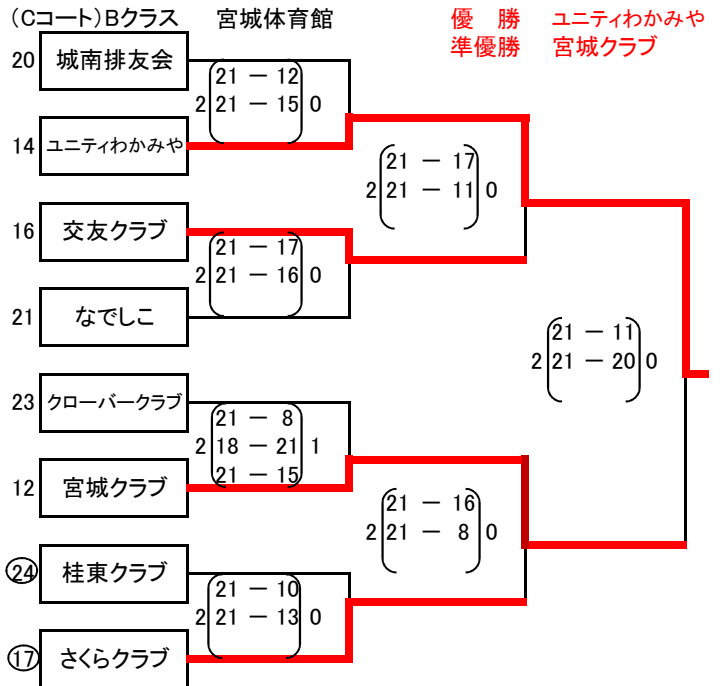 (Cコート)Bクラス 宮城体育館 優 勝 ユニティわかみや
準優勝 宮城クラブ
20 城南排友会
21 － 12
2 21 － 15 0
14 ユニティわかみや
21 － 17
2 21 － 11 0
16 交友クラブ
21 － 17
2 21 － 16 0
21 なでしこ
21 － 11
2 21 － 20 0
23 クローバークラブ
21 － 8
2 18 － 21 1
21 － 15
12 宮城クラブ
21 － 16
2 21 － 8 0
24 桂東クラブ
21 － 10
2 21 － 13 0
17 さくらクラブ